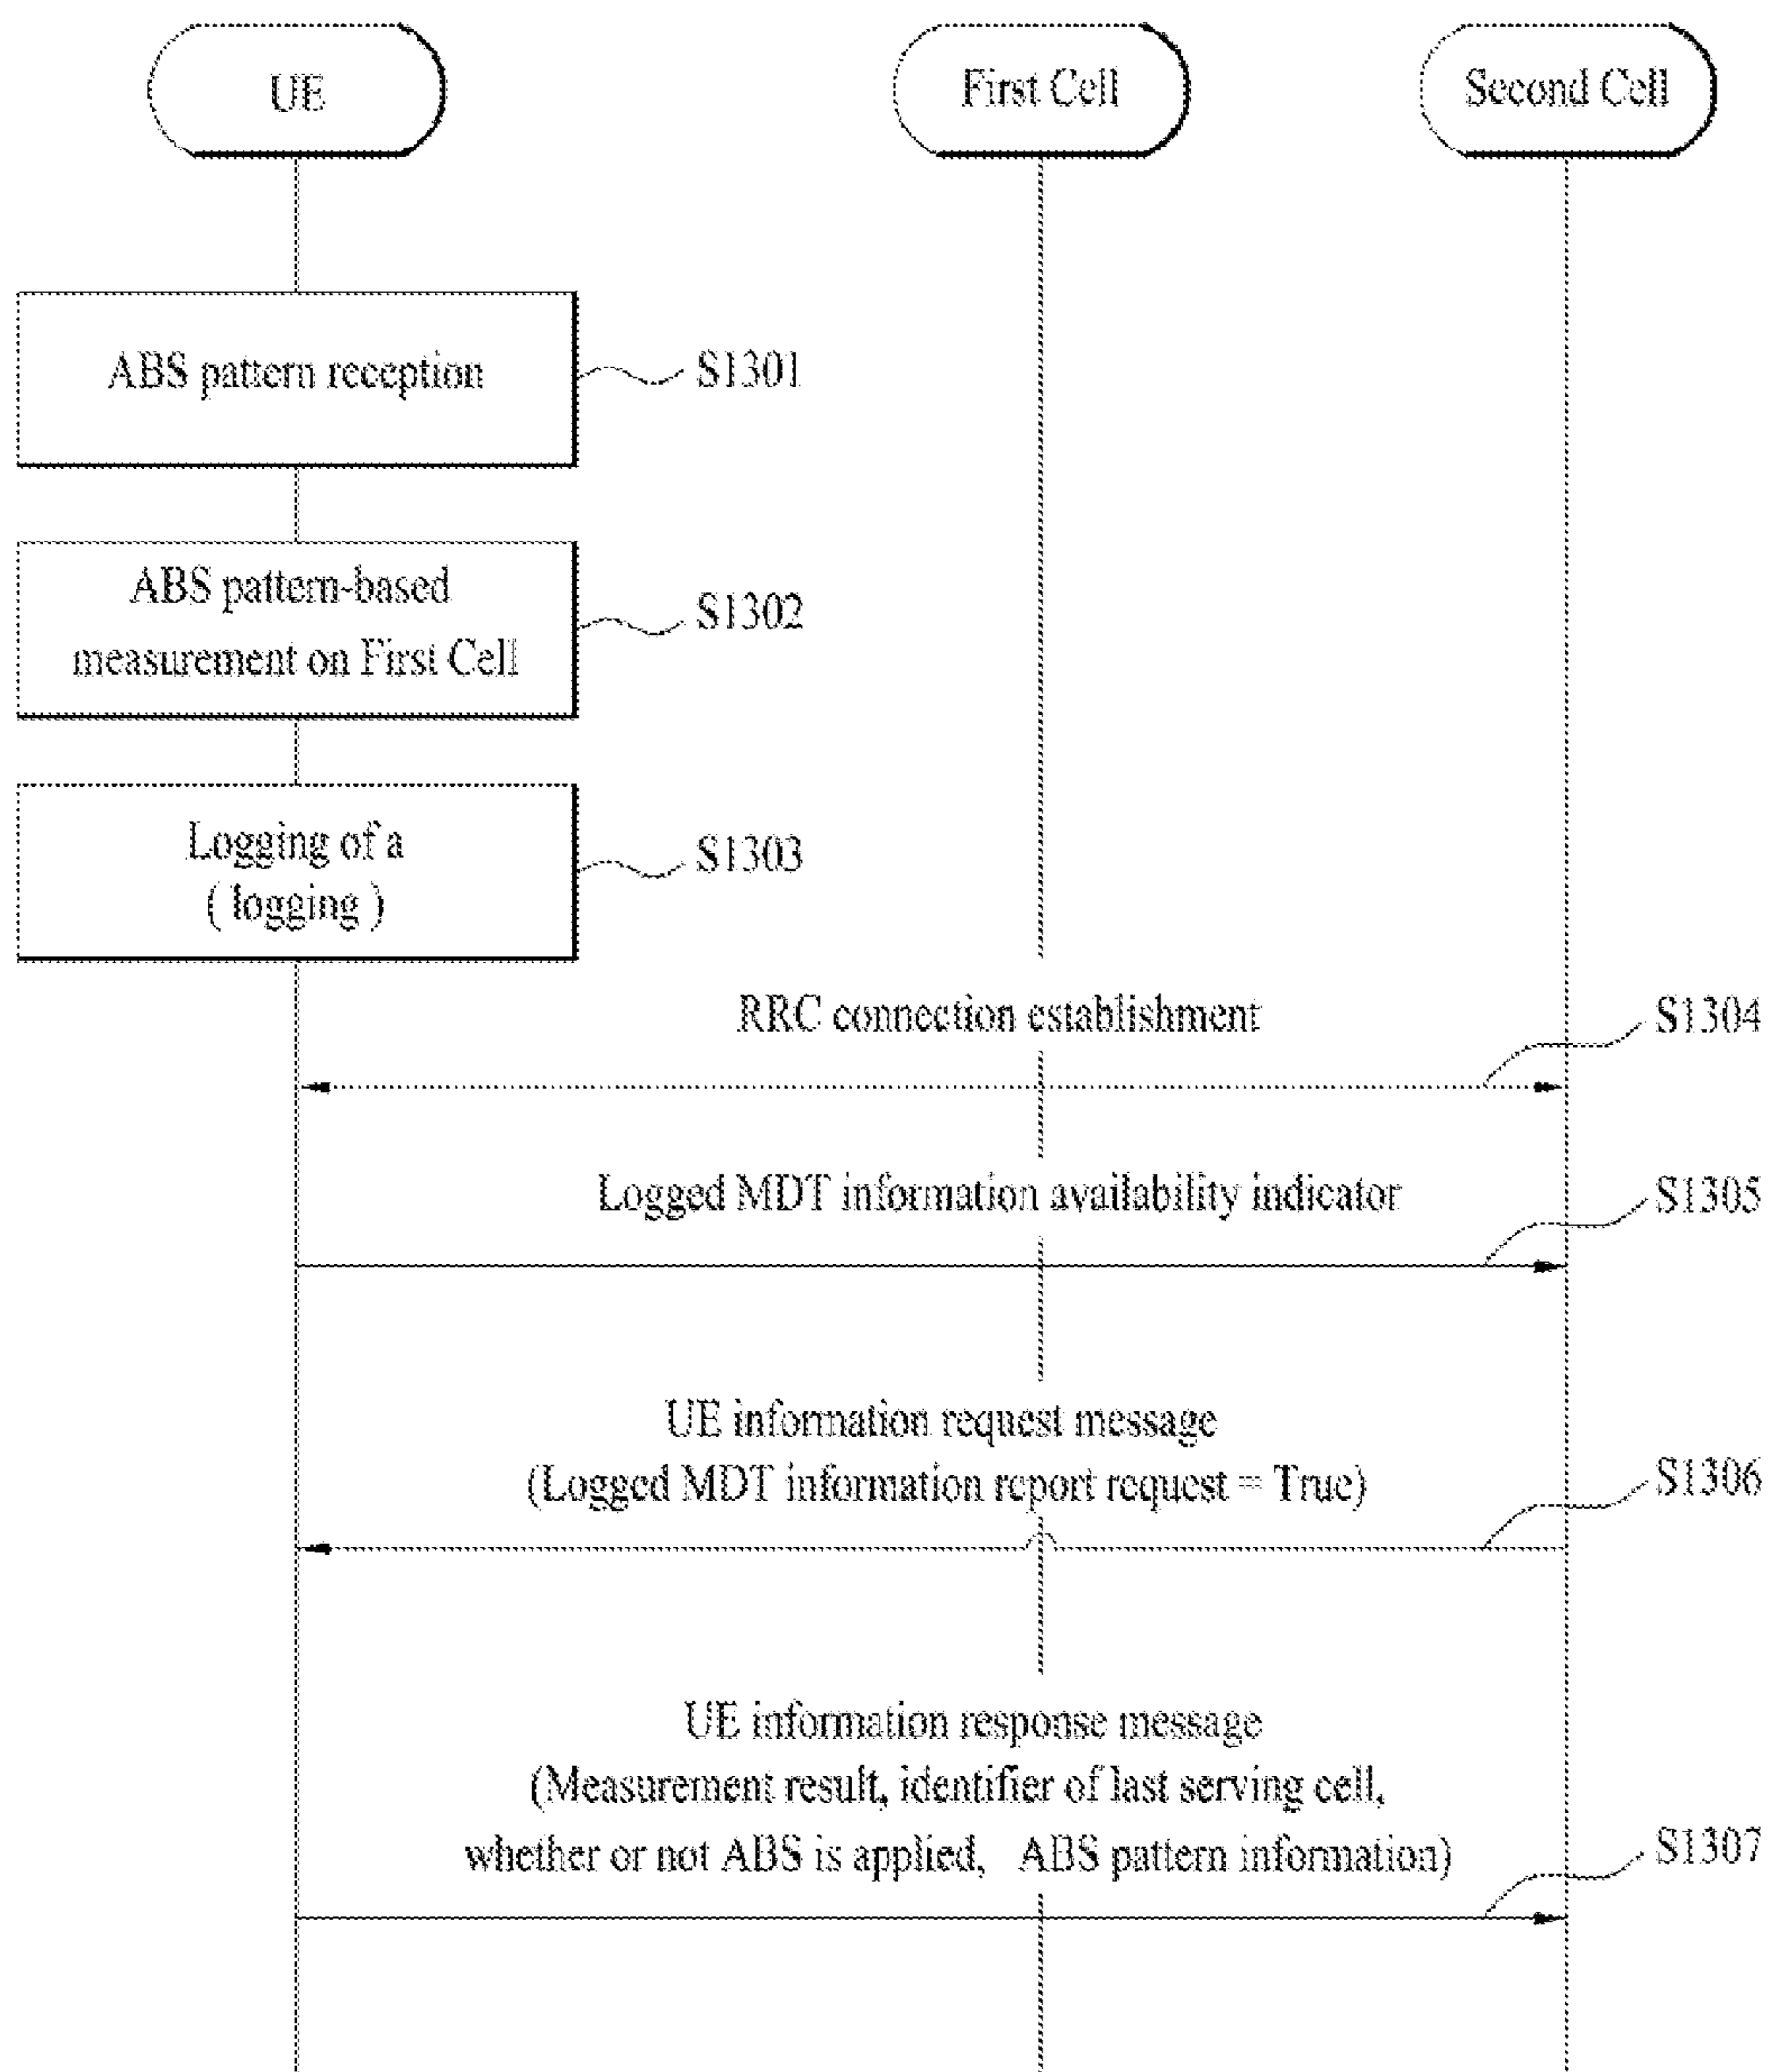 UE
First Cell
Second Cell
ABS pattern reception
S1301
ABS pattern-based
measurement on First Cell
S1302
Logging of a
( logging )
S1303
RRC connection establishment
S1304
Logged MDT information availability indicator
S1305
UE information request message
(Logged MDT information report request = True)
S1306
UE information response message
(Measurement result, identifier of last serving cell,
whether or not ABS is applied, ABS pattern information)
S1307